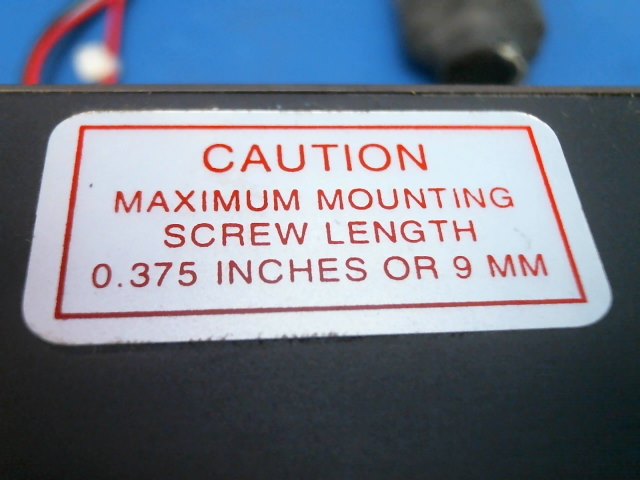 CAUTION
MAXIMUM MOUNTING
SCREW LENGTH
0.375 INCHES OR 9 MM